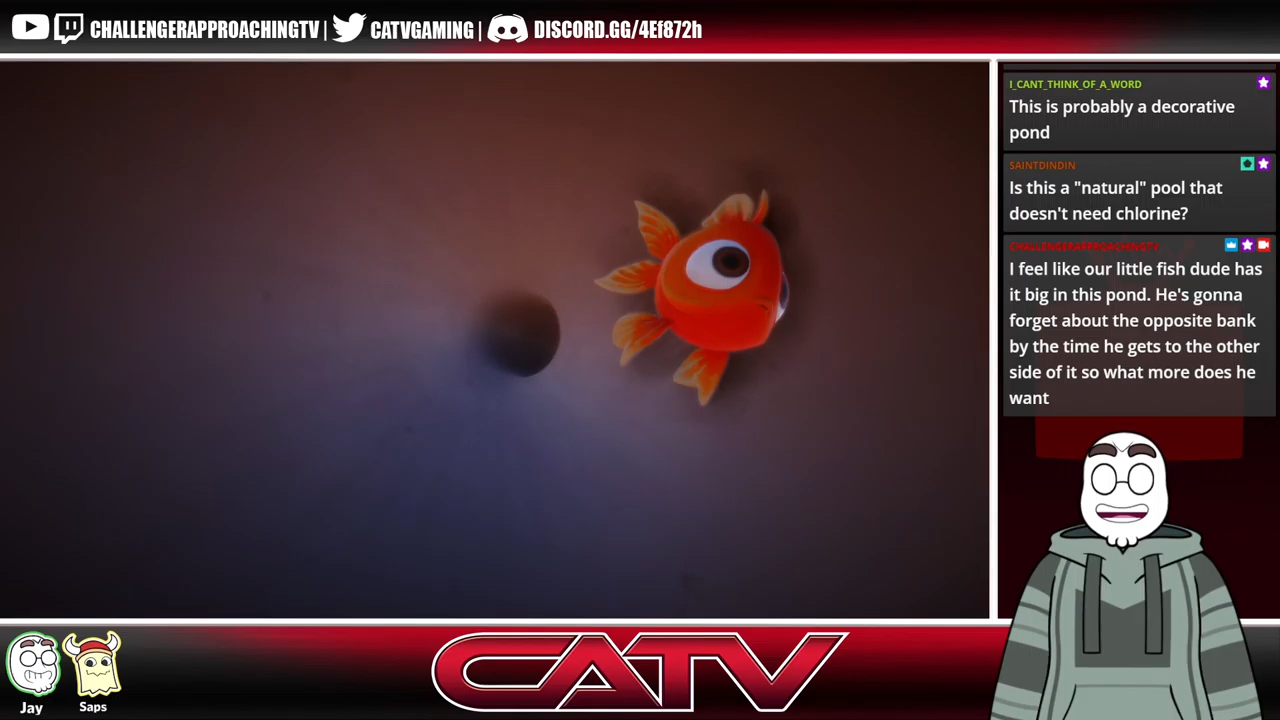 CHALLENGERAPPROACHINGTV | CATVGAMING | DISCORD.GG/4Ef872h
I_CANT_THINK_OF_A_WORD
This is probably a decorative
pond
SAINTDINDIN
Is this a "natural" pool that
doesn't need chlorine?
CHALLENGERAPPROACHINGTV
I feel like our little fish dude has
it big in this pond. He's gonna
forget about the opposite bank
by the time he gets to the other
side of it so what more does he
want
CATV
Jay
Saps